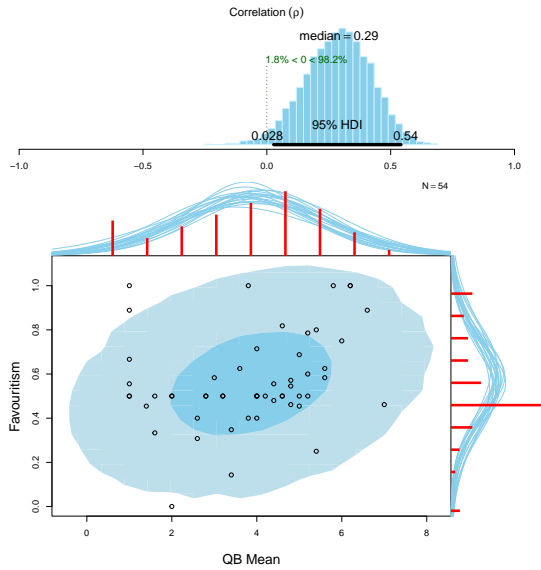 Correlation (ρ)
median = 0.29
1.8% < 0 < 98.2%
95% HDI
0.028 0.54
−1.0 −0.5 0.0 0.5 1.0
N = 54
Favouritism
1.0
0.8
0.6
0.4
0.2
0.0
0 2 4 6 8
QB Mean